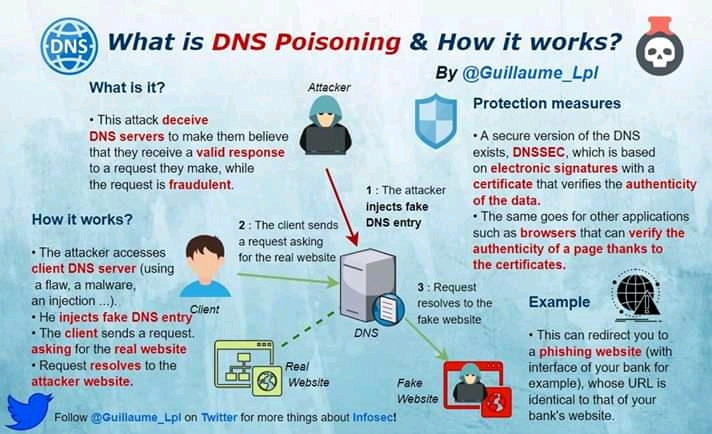 DNS
What is DNS Poisoning & How it works?
By @Guillaume_Lpl
What is it?
• This attack deceive
DNS servers to make them believe
that they receive a valid response
to a request they make, while
the request is fraudulent.
Attacker
Protection measures
• A secure version of the DNS
exists, DNSSEC, which is based
on electronic signatures with a
certificate that verifies the authenticity
of the data.
• The same goes for other applications
such as browsers that can verify the
authenticity of a page thanks to
the certificates.
1 : The attacker
injects fake
DNS entry
How it works?
• The attacker accesses
client DNS server (using
a flaw, a malware,
an injection ...).
• He injects fake DNS entry
• The client sends a request.
asking for the real website
• Request resolves to the
attacker website.
2 : The client sends
a request asking
for the real website
Client
DNS
3 : Request
resolves to the
fake website
Real
Website
Fake
Website
Example
• This can redirect you to
a phishing website (with
interface of your bank for
example), whose URL is
identical to that of your
bank's website.
Follow @Guillaume_Lpl on Twitter for more things about Infosec!